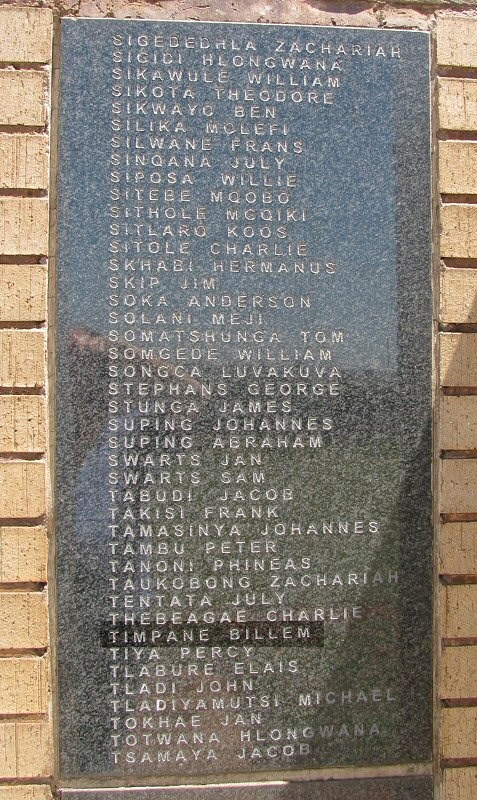 SIGEDEDHLA ZACHARIAH
SIGIDI HLONGWANA
SIKAWULE WILLIAM
SIKOTA THEODORE
SIKWAYO BEN
SILIKA MOLEFI
SILWANE FRANS
SINQANA JULY
SIPOSA WILLIE
SITEBE MQOBO
SITHOLE MCQIKI
SITLARO KOOS
SITOLE CHARLIE
SKHABI HERMANUS
SKIP JIM
SOKA ANDERSON
SOLANI MEJI
SOMATSHUNGA TOM
SOMGEDE WILLIAM
SONGCA LUVAKUVA
STEPHANS GEORGE
STUNGA JAMES
SUPING JOHANNES
SUPING ABRAHAM
SWARTS JAN
SWARTS SAM
TABUDI JACOB
TAKISI FRANK
TAMASINYA JOHANNES
TAMBU PETER
TANONI PHINEAS
TAUKOBONG ZACHARIAH
TENTATA JULY
THEBEAGAE CHARLIE
TIMPANE BILLEM
TIYA PERCY
TLABURE ELAIS
TLADI JOHN
TLADIYAMUTSI MICHAEL
TOKHAE JAN
TOTWANA HLONGWANA
TSAMAYA JACOB